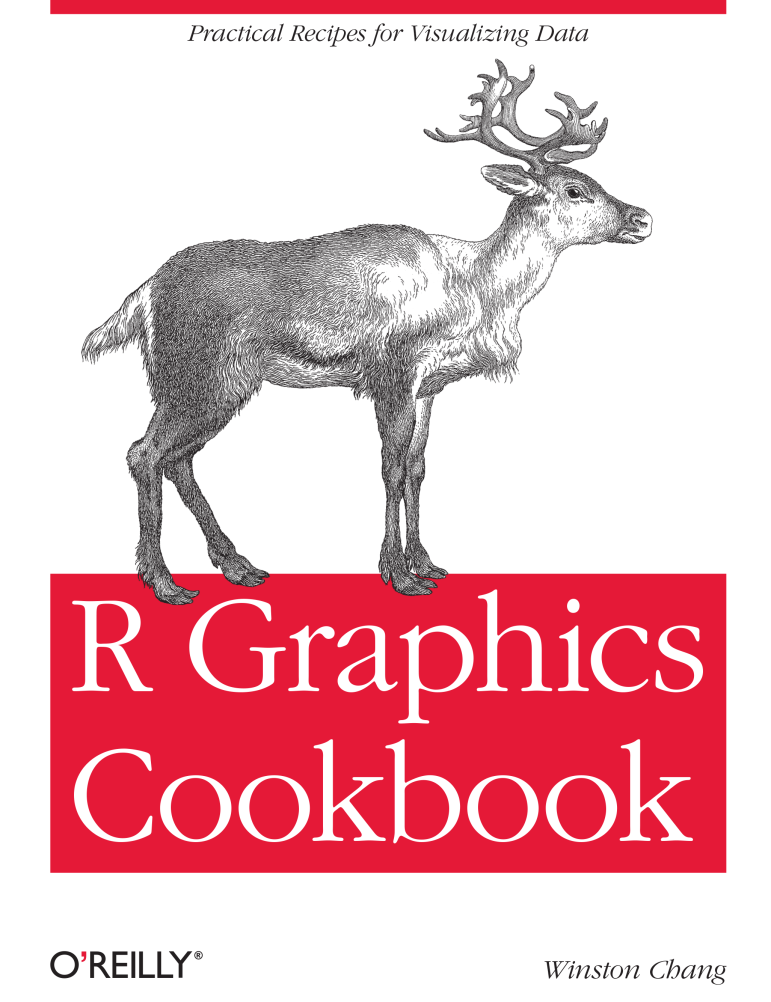 Practical Recipes for Visualizing Data
R Graphics
Cookbook
O'REILLY®
Winston Chang